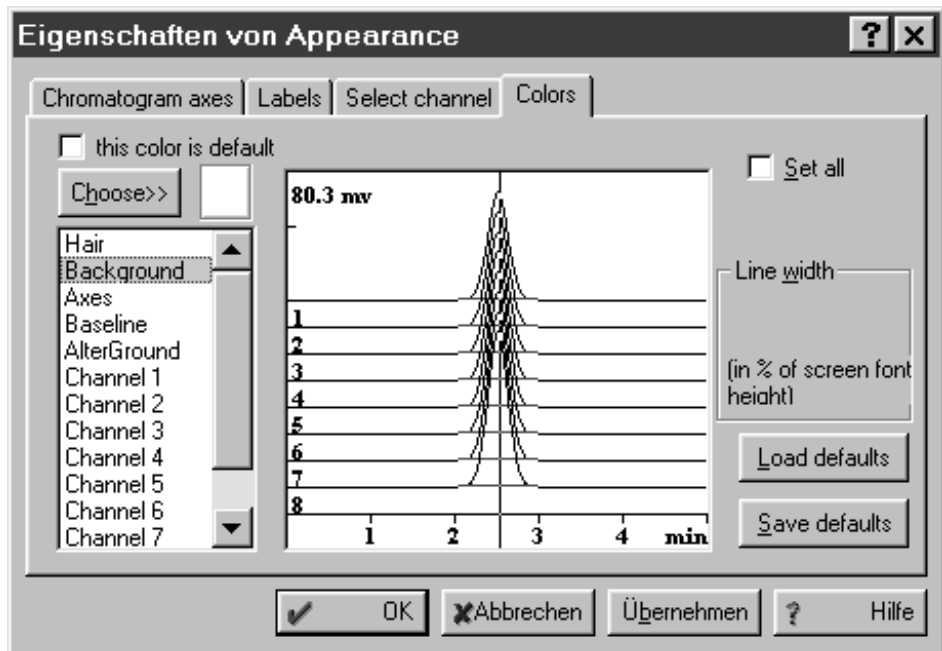 Eigenschaften von Appearance
Chromatogram axes
Labels
Select channel
Colors
this color is default
Choose>>
Hair
Background
Axes
Baseline
AlterGround
Channel 1
Channel 2
Channel 3
Channel 4
Channel 5
Channel 6
Channel 7
80.3 mv
1
2
3
4
5
6
7
8
1 2 3 4 min
Set all
Line width
(in % of screen font
height)
Load defaults
Save defaults
OK
Abbrechen
Übernehmen
? Hilfe